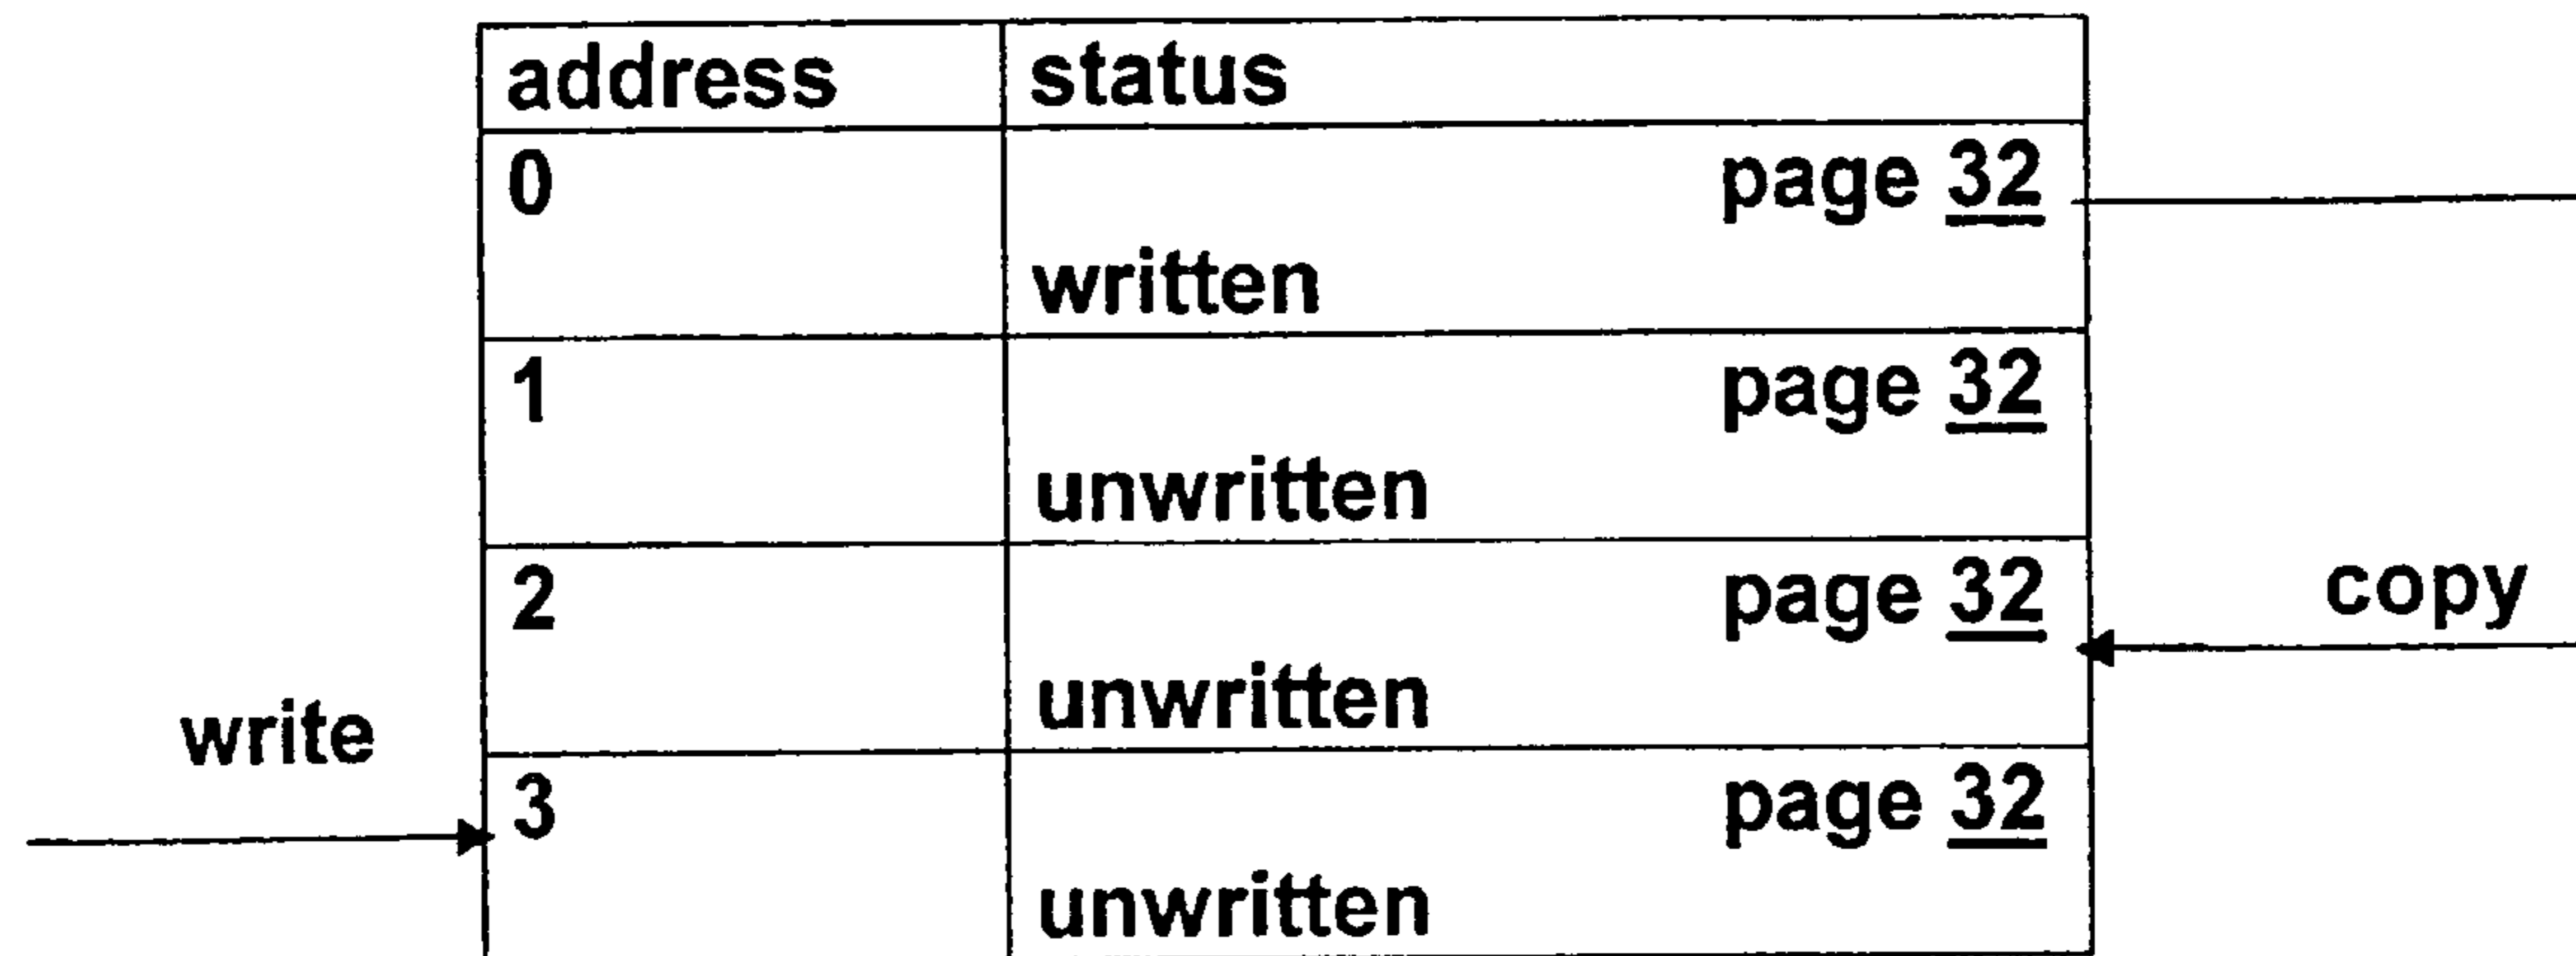 address status
0 page 32
written
1 page 32
unwritten
2 page 32
copy
unwritten
write
3 page 32
unwritten